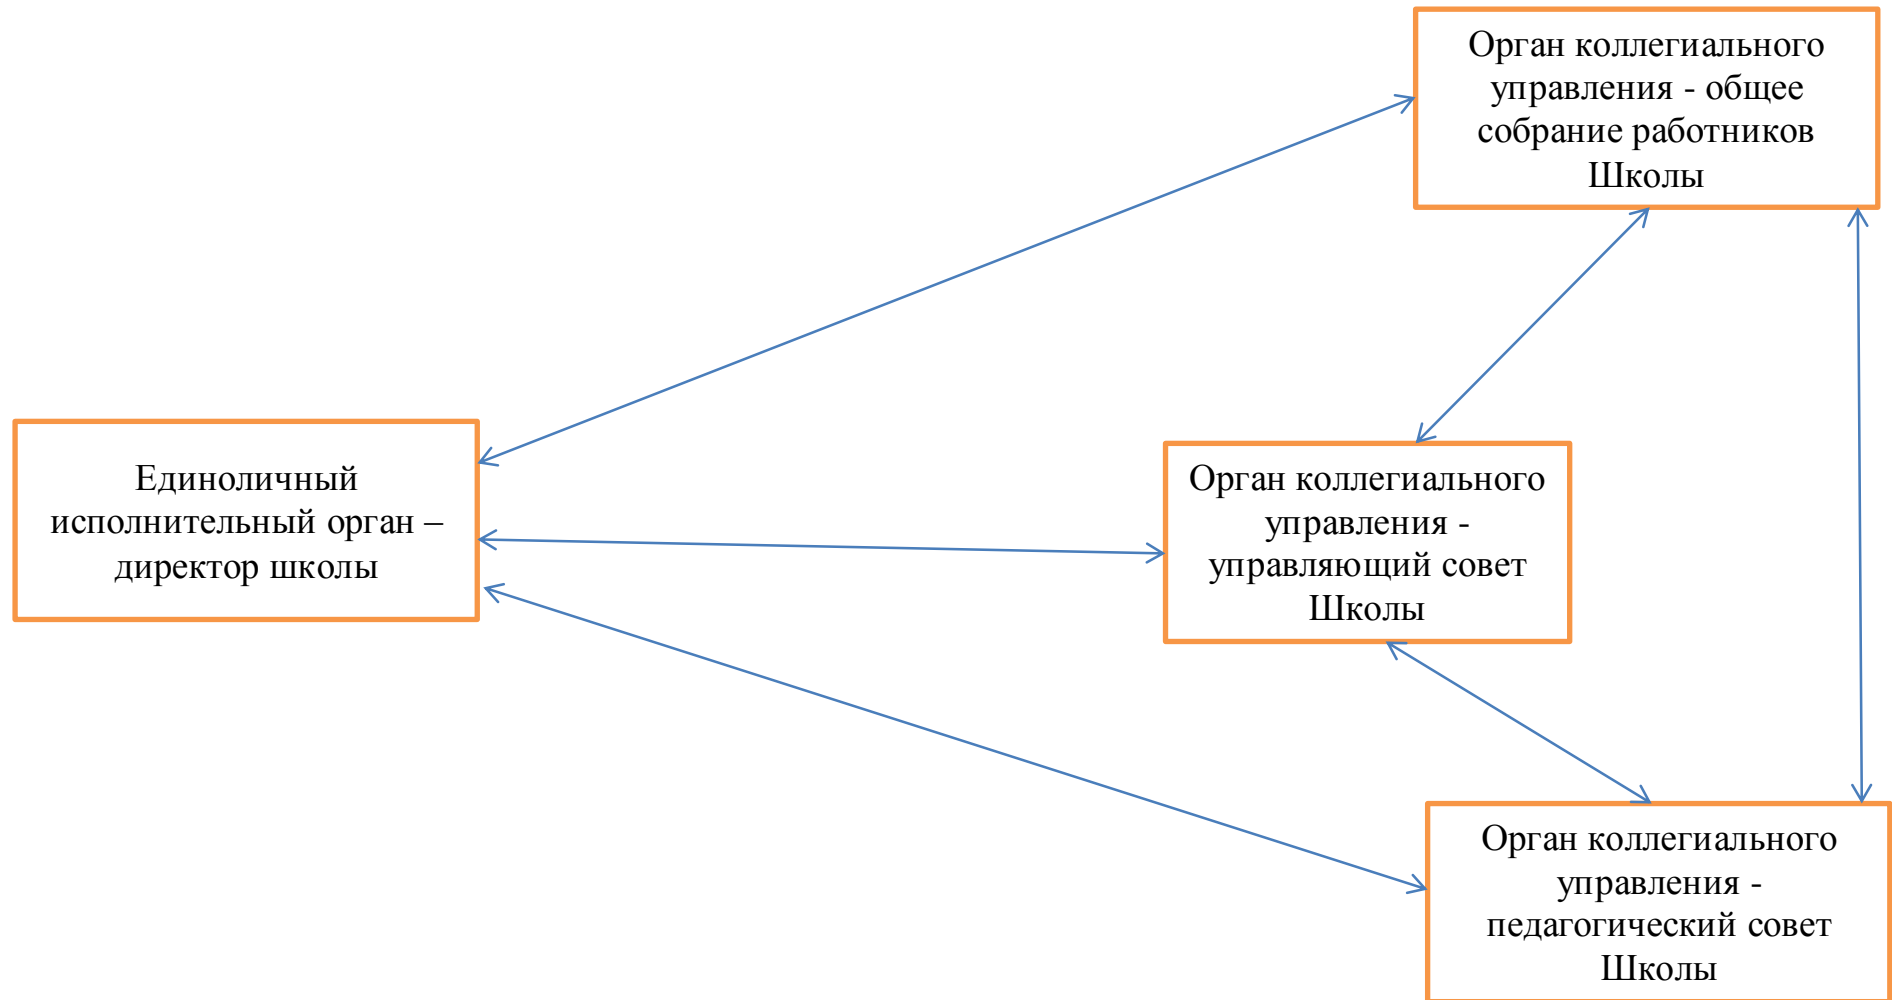 Орган коллегиального
управления - общее
собрание работников
Школы
Единоличный
исполнительный орган –
директор школы
Орган коллегиального
управления -
управляющий совет
Школы
Орган коллегиального
управления -
педагогический совет
Школы